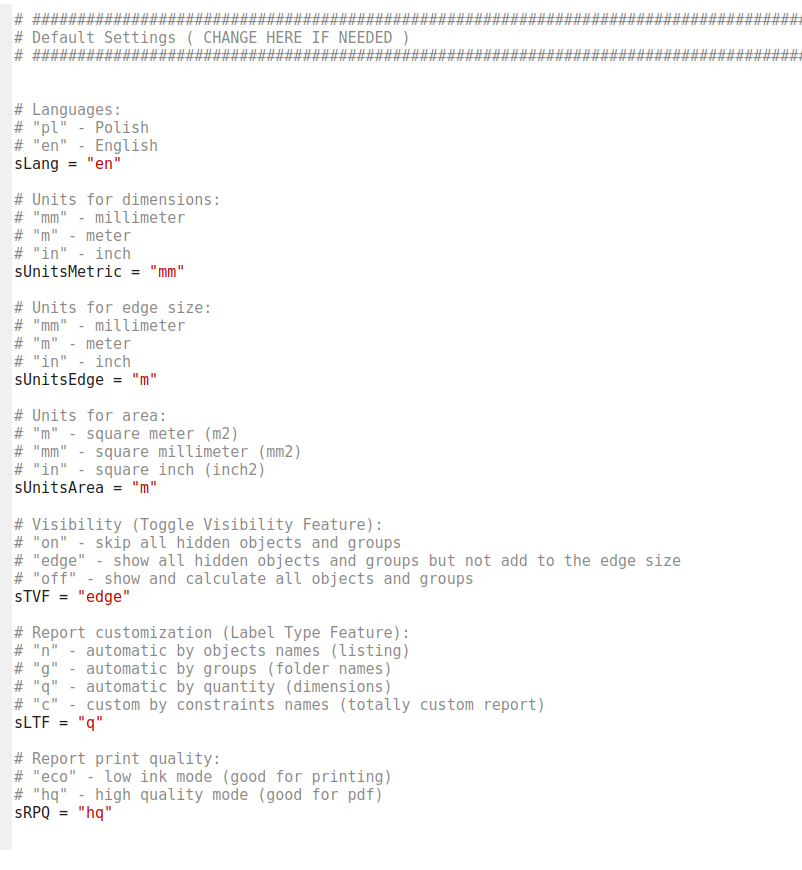 # ######################################################################################
# Default Settings ( CHANGE HERE IF NEEDED )
# ######################################################################################
# Languages:
# "pl" - Polish
# "en" - English
sLang = "en"
# Units for dimensions:
# "mm" - millimeter
# "m" - meter
# "in" - inch
sUnitsMetric = "mm"
# Units for edge size:
# "mm" - millimeter
# "m" - meter
# "in" - inch
sUnitsEdge = "m"
# Units for area:
# "m" - square meter (m2)
# "mm" - square millimeter (mm2)
# "in" - square inch (inch2)
sUnitsArea = "m"
# Visibility (Toggle Visibility Feature):
# "on" - skip all hidden objects and groups
# "edge" - show all hidden objects and groups but not add to the edge size
# "off" - show and calculate all objects and groups
sTVF = "edge"
# Report customization (Label Type Feature):
# "n" - automatic by objects names (listing)
# "g" - automatic by groups (folder names)
# "q" - automatic by quantity (dimensions)
# "c" - custom by constraints names (totally custom report)
sLTF = "q"
# Report print quality:
# "eco" - low ink mode (good for printing)
# "hq" - high quality mode (good for pdf)
sRPQ = "hq"